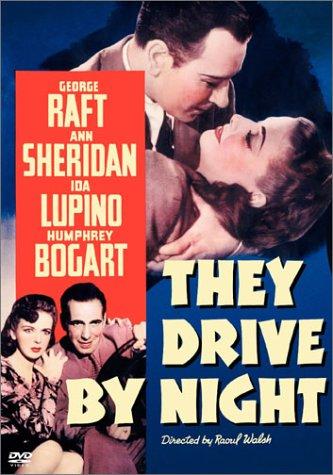 GEORGE
RAFT
ANN
SHERIDAN
IDA
LUPINO
HUMPHREY
BOGART
THEY
DRIVE
BY NIGHT
Directed by Raoul Walsh
DVD
VIDEO